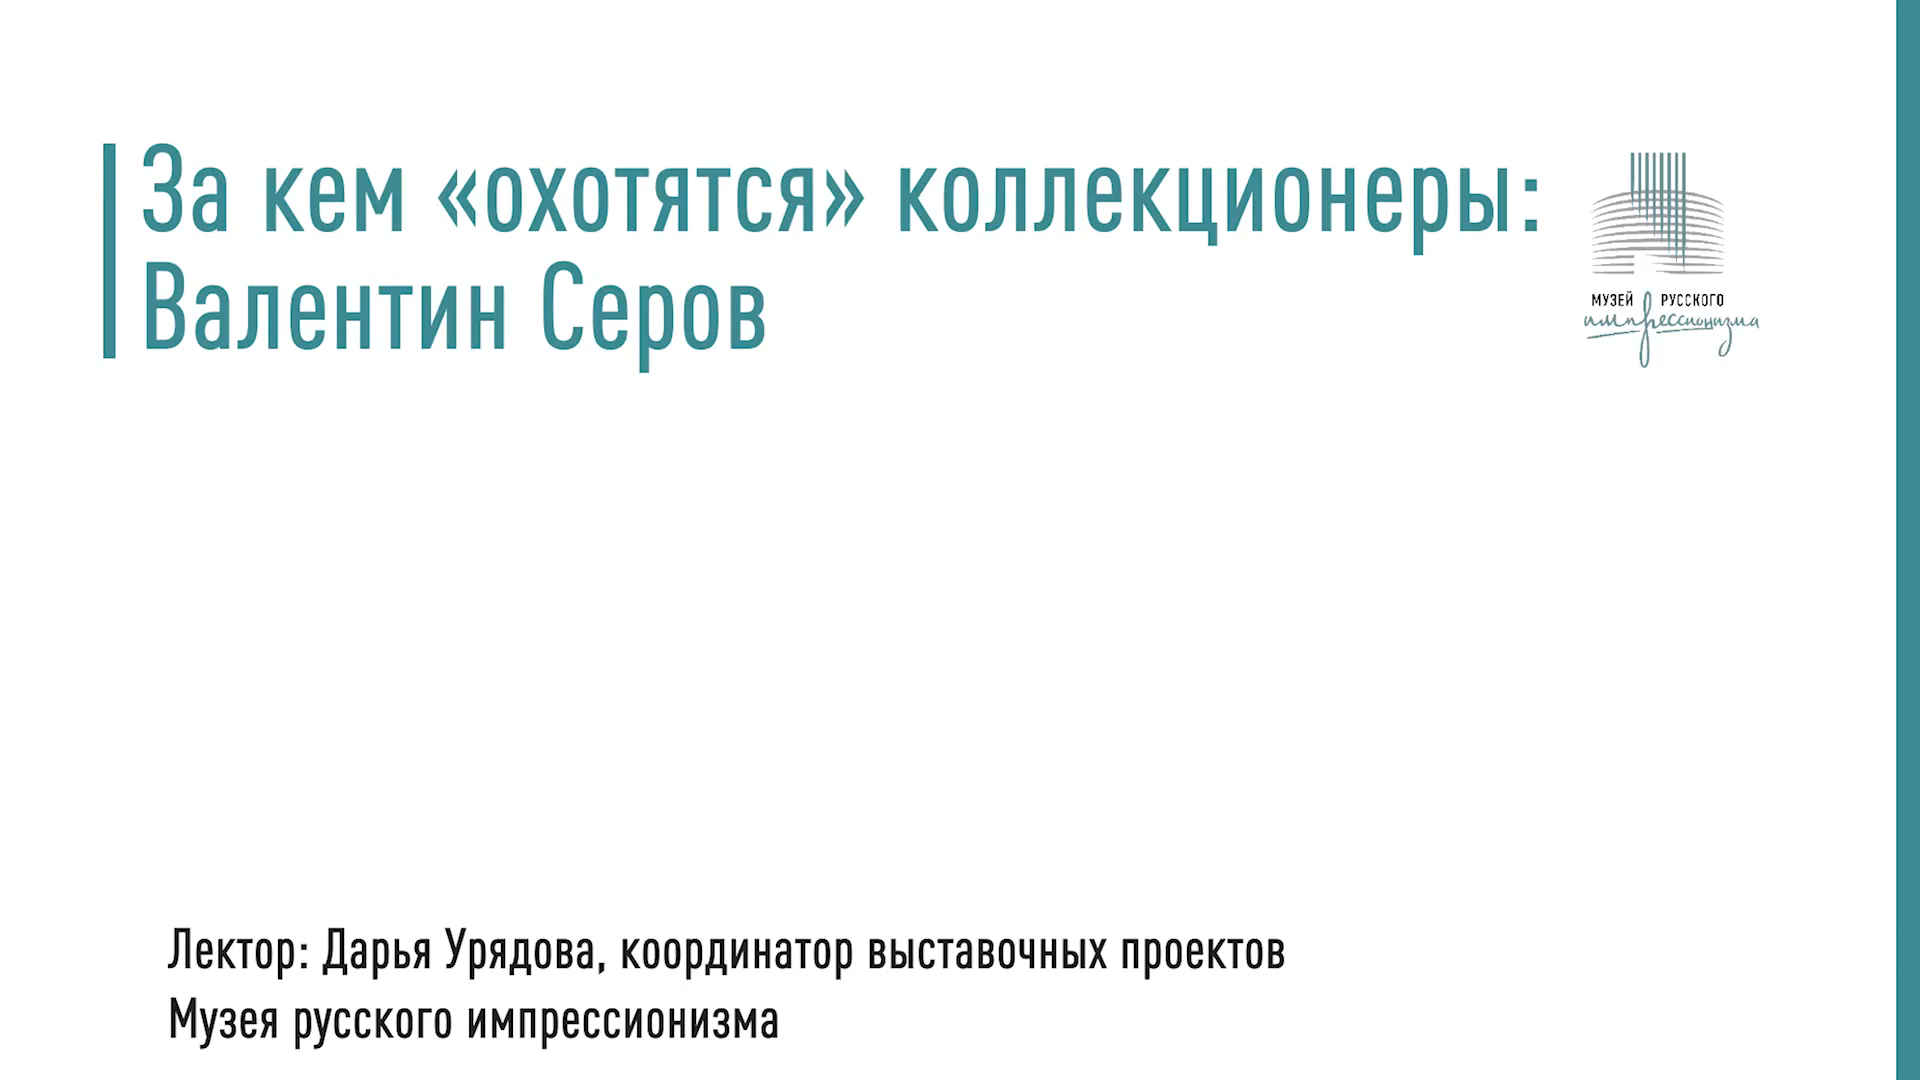 За кем «охотятся» коллекционеры:
Валентин Серов
МУЗЕЙ РУССКОГО
импрессионизма
Лектор: Дарья Урядова, координатор выставочных проектов
Музея русского импрессионизма